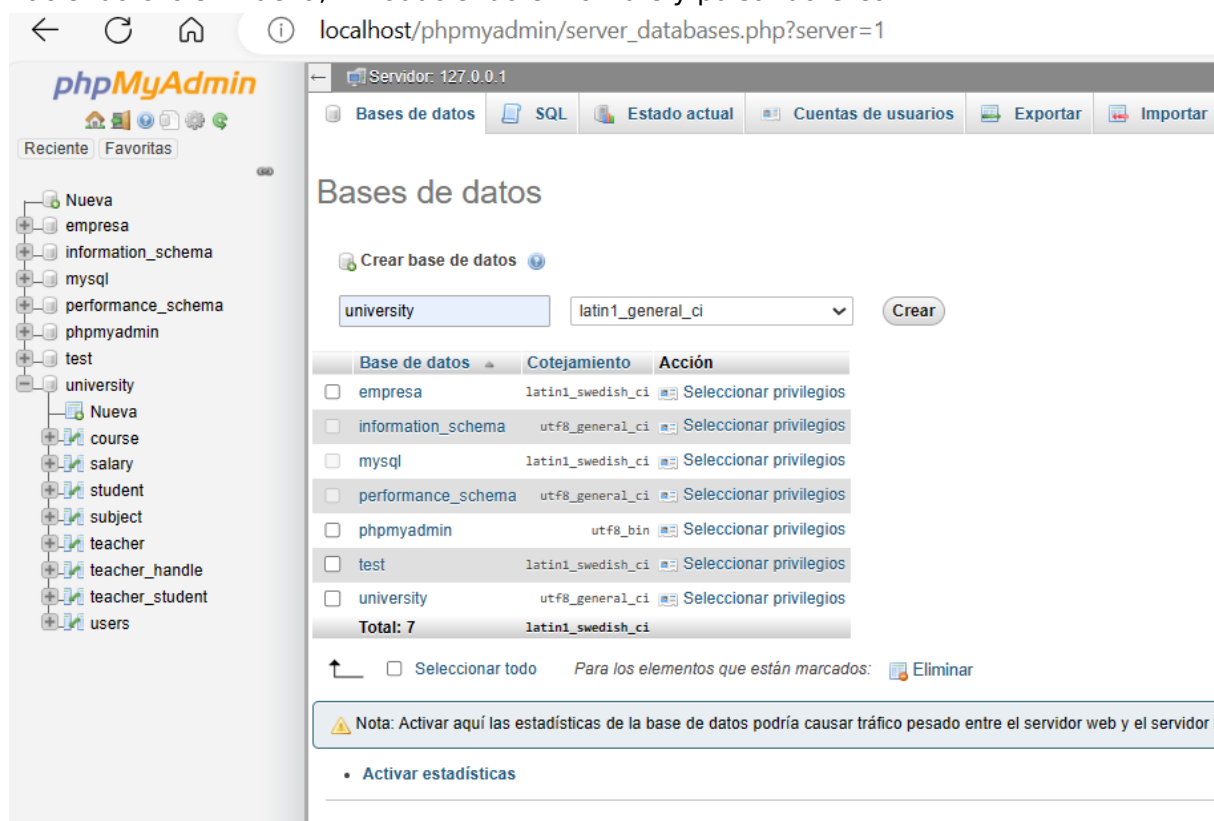 localhost/phpmyadmin/server_databases.php?server=1
phpMyAdmin
Reciente Favoritas
Nueva
empresa
information_schema
mysql
performance_schema
phpmyadmin
test
university
Nueva
course
salary
student
subject
teacher
teacher_handle
teacher_student
users
Servidor: 127.0.0.1
Bases de datos SQL Estado actual Cuentas de usuarios Exportar Importar
Bases de datos
Crear base de datos
university latin1_general_ci Crear
Base de datos Cotejamiento Acción
empresa latin1_swedish_ci Seleccionar privilegios
information_schema utf8_general_ci Seleccionar privilegios
mysql latin1_swedish_ci Seleccionar privilegios
performance_schema utf8_general_ci Seleccionar privilegios
phpmyadmin utf8_bin Seleccionar privilegios
test latin1_swedish_ci Seleccionar privilegios
university utf8_general_ci Seleccionar privilegios
Total: 7 latin1_swedish_ci
Seleccionar todo Para los elementos que están marcados: Eliminar
Nota: Activar aquí las estadísticas de la base de datos podría causar tráfico pesado entre el servidor web y el servidor
Activar estadísticas